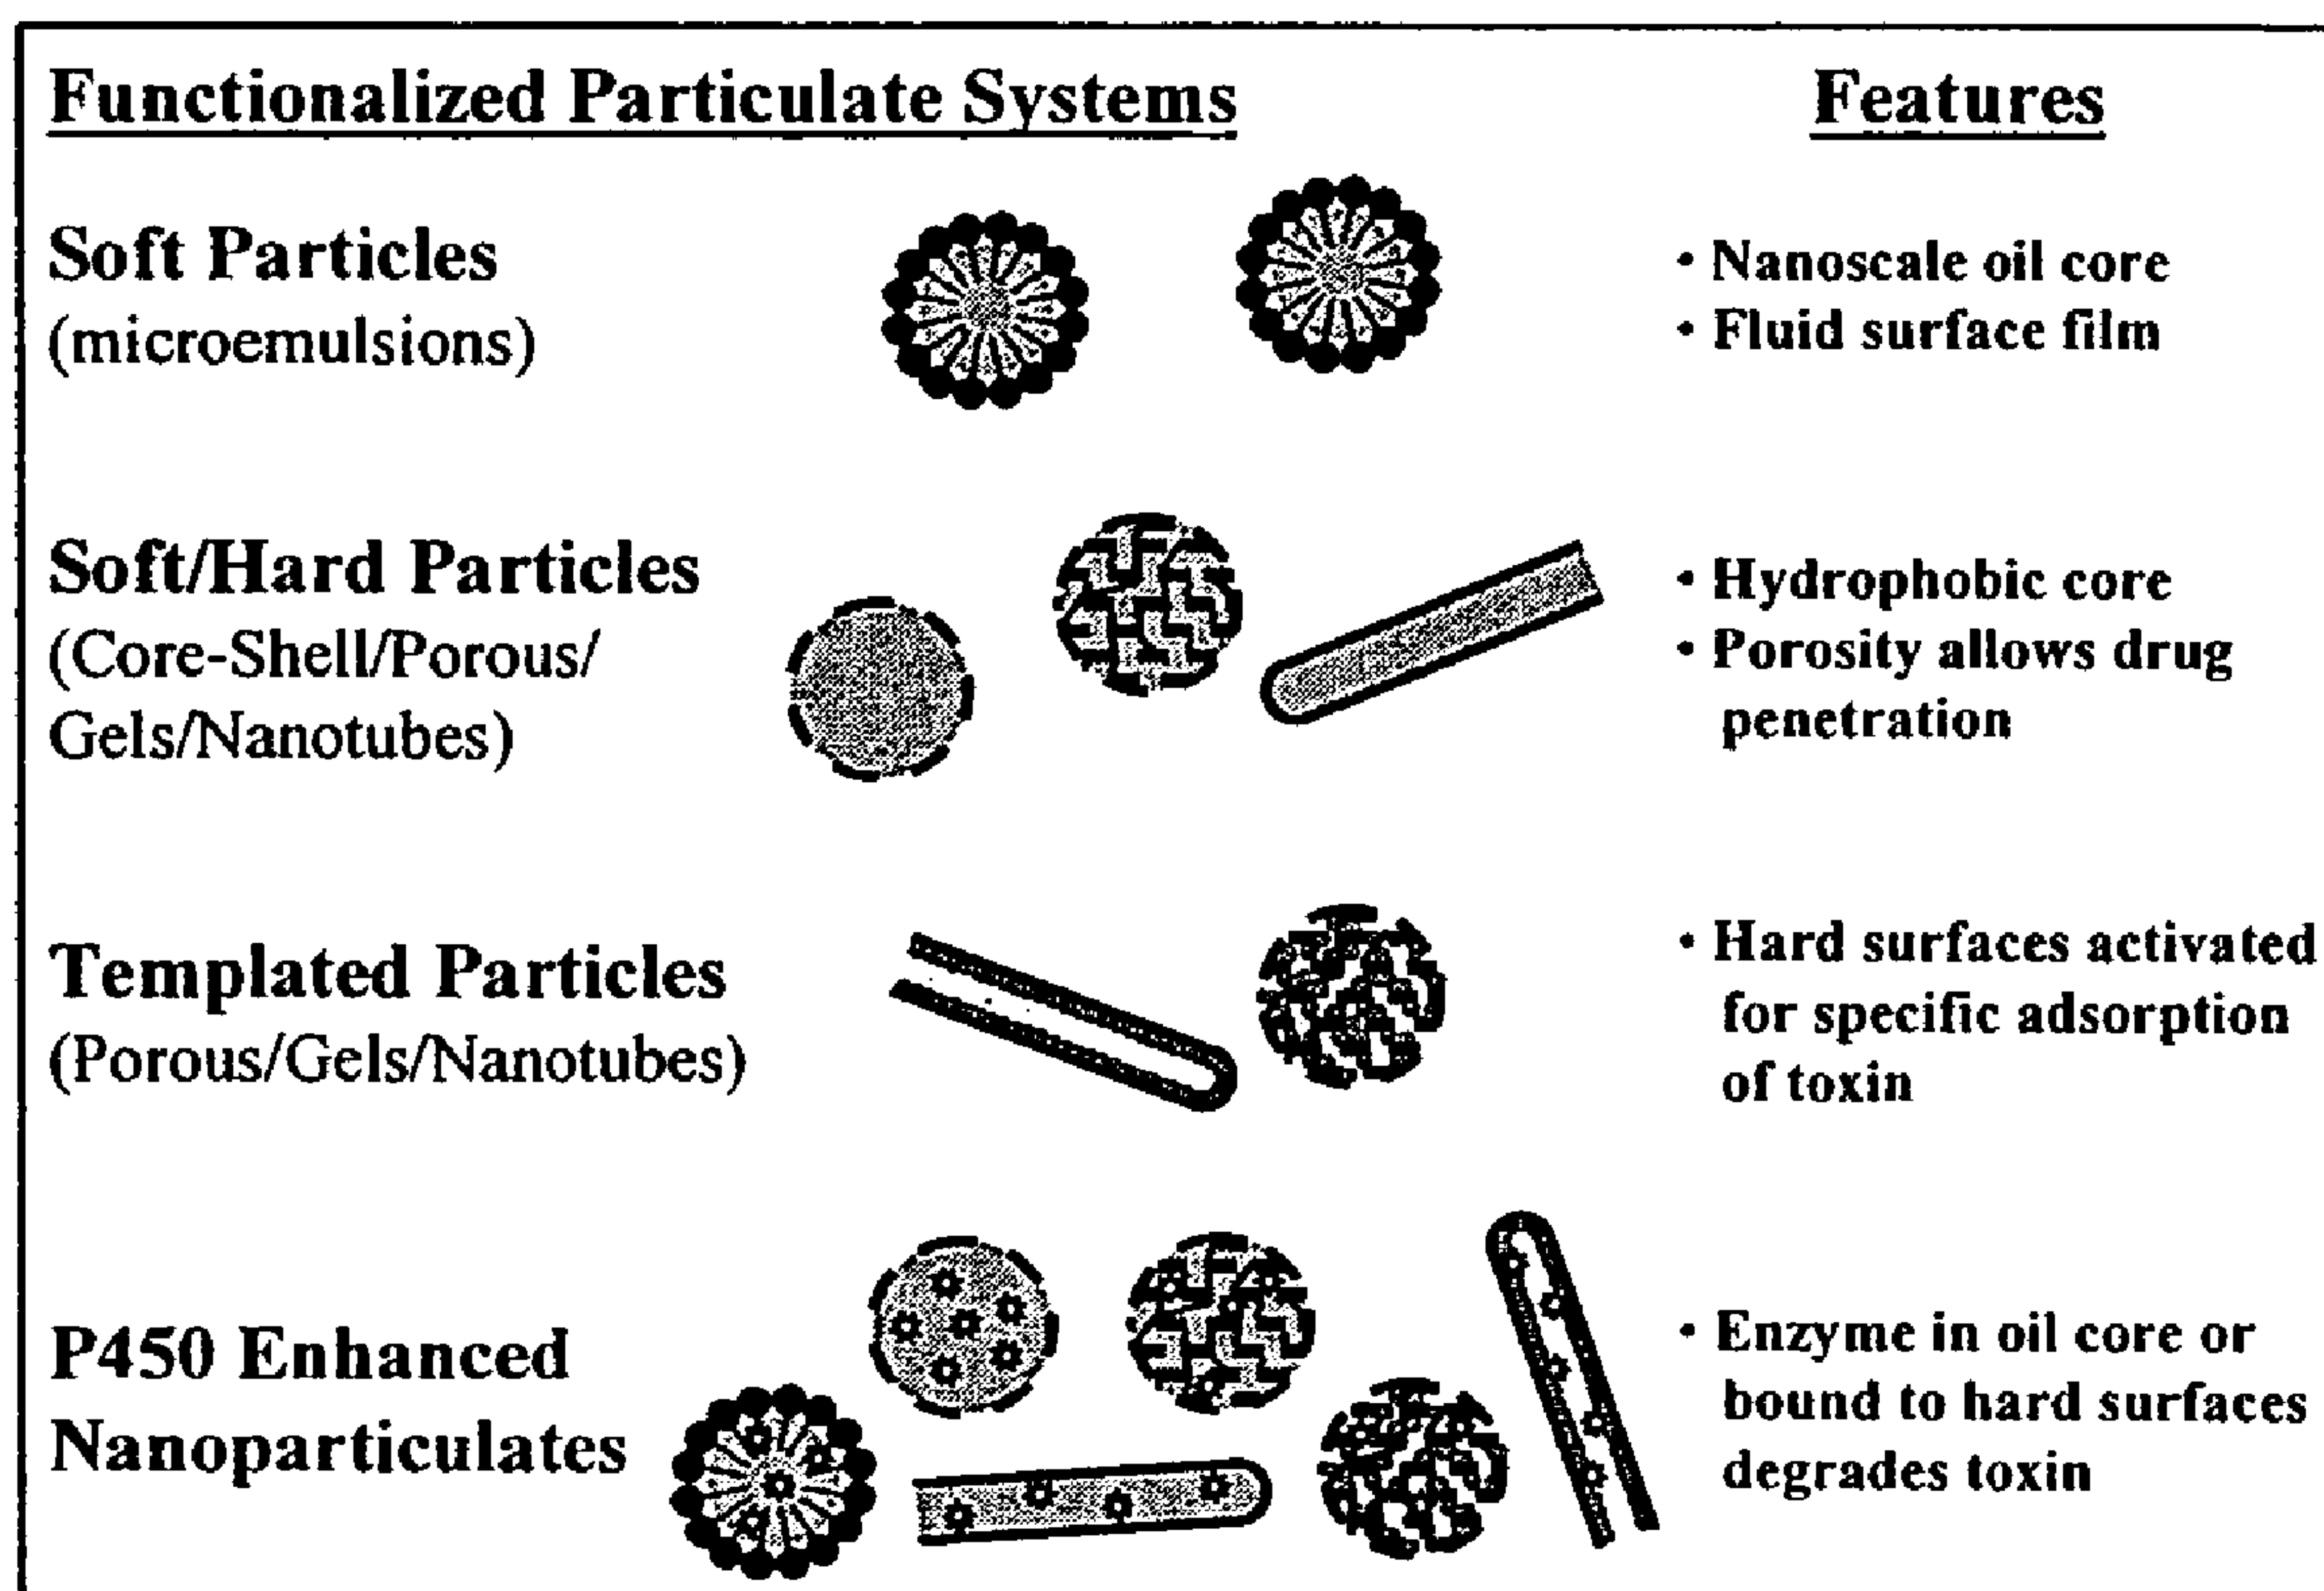 Functionalized Particulate Systems
Features
Soft Particles
(microemulsions)
• Nanoscale oil core
• Fluid surface film
Soft/Hard Particles
(Core-Shell/Porous/
Gels/Nanotubes)
• Hydrophobic core
• Porosity allows drug
penetration
Templated Particles
(Porous/Gels/Nanotubes)
• Hard surfaces activated
for specific adsorption
of toxin
P450 Enhanced
Nanoparticulates
• Enzyme in oil core or
bound to hard surfaces
degrades toxin